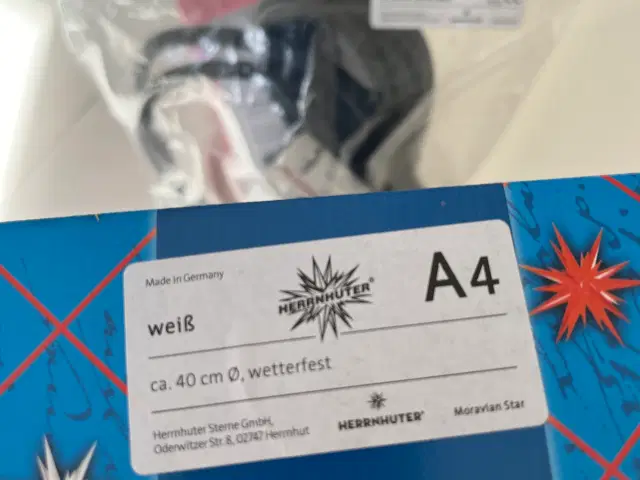 Made in Germany
HERRNHUTER®
A4
weiß
ca. 40 cm Ø, wetterfest
Herrnhuter Sterne GmbH,
Oderwitzer Str. 8, 02747 Herrnhut
HERRNHUTER®
Moravian Star